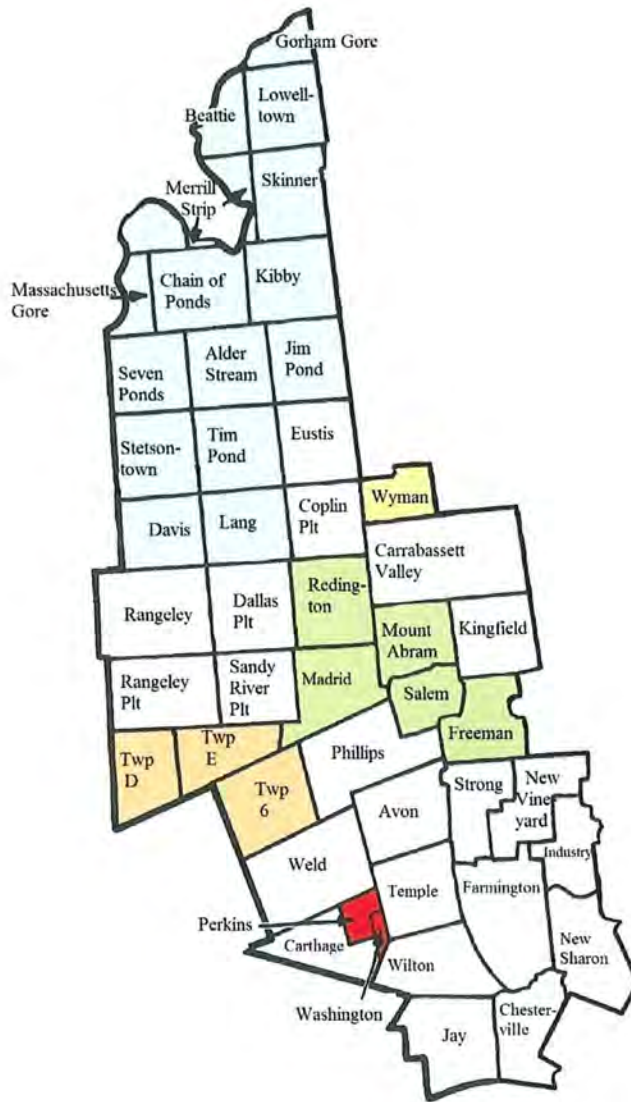 Gorham Gore
Lowell-
town
Beattie
Skinner
Merrill
Strip
Massachusetts
Gore
Chain of
Ponds
Kibby
Seven
Ponds
Alder
Stream
Jim
Pond
Stetson-
town
Tim
Pond
Eustis
Wyman
Davis
Lang
Coplin
Plt
Carrabassett
Valley
Rangeley
Dallas
Plt
Reding-
ton
Mount
Abram
Kingfield
Rangeley
Plt
Sandy
River
Plt
Madrid
Salem
Freeman
Twp
D
Twp
E
Phillips
Twp
6
Strong
New
Vine
yard
Avon
Industry
Weld
Temple
Farmington
Perkins
Carthage
New
Sharon
Wilton
Washington
Chester-
ville
Jay